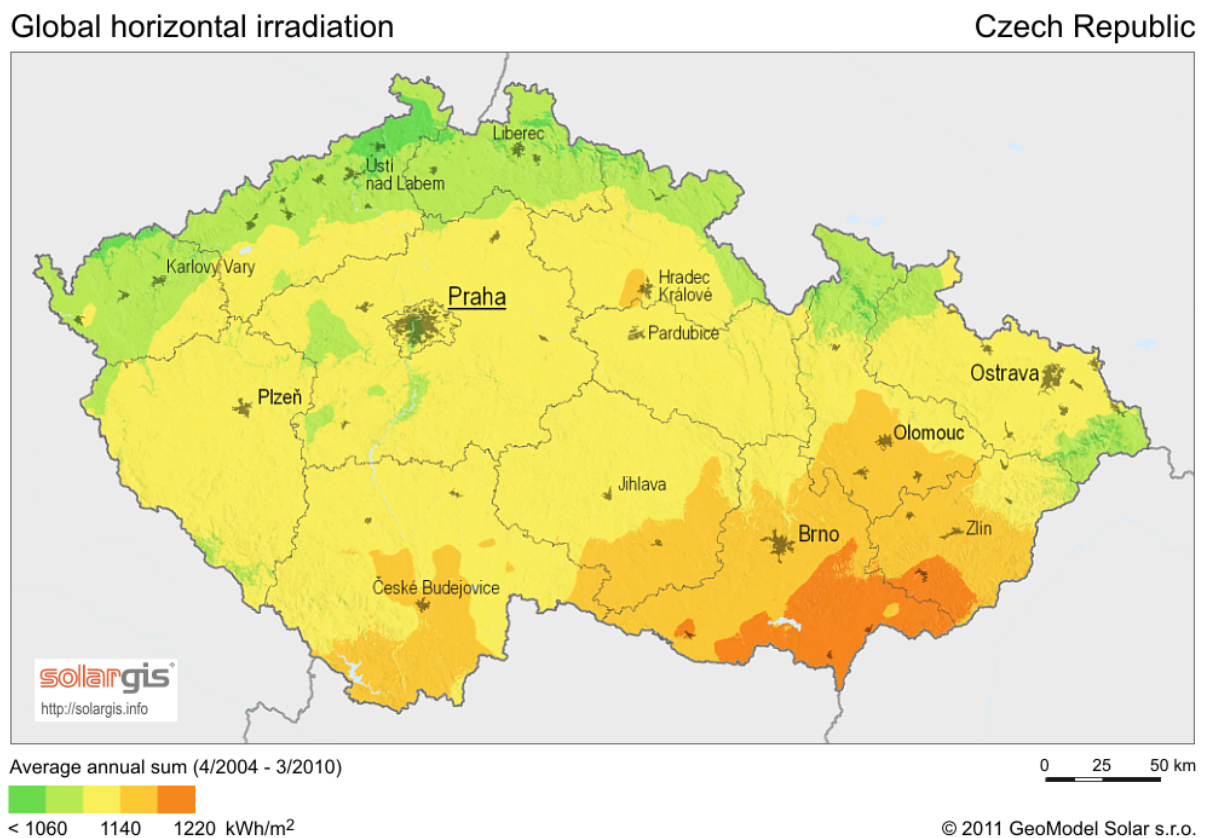 Global horizontal irradiation
Czech Republic
Liberec
Ústí
nad Labem
Karlovy Vary
Praha
Hradec
Králové
Pardubice
Plzeň
Ostrava
Olomouc
Jihlava
Brno
Zlin
České Budejovice
solargis
http://solargis.info
Average annual sum (4/2004 - 3/2010)
0 25 50 km
< 1060 1140 1220 kWh/m2
© 2011 GeoModel Solar s.r.o.